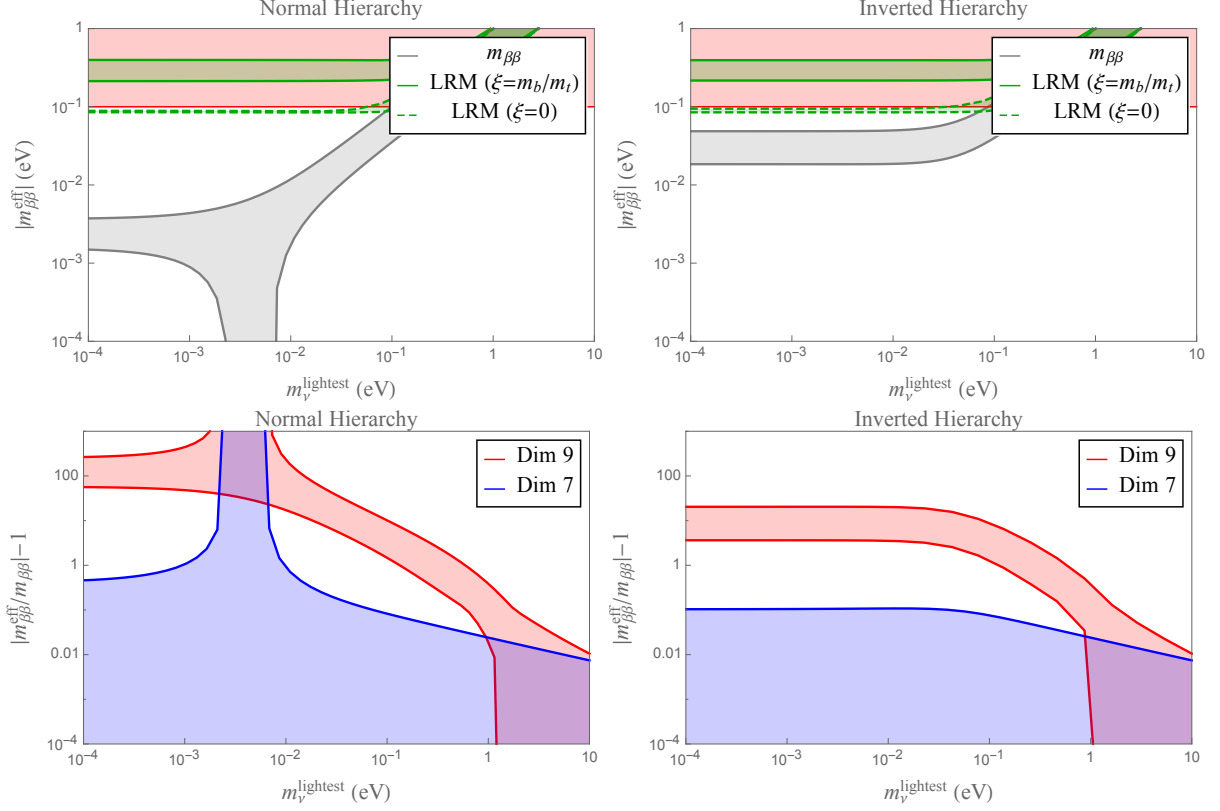 Normal Hierarchy
1
10⁻¹
10⁻²
10⁻³
10⁻⁴
|m_ββ^eff| (eV)
m_ββ
LRM (ξ=m_b/m_t)
LRM (ξ=0)
10⁻⁴ 10⁻³ 10⁻² 10⁻¹ 1 10
m_ν^lightest (eV)
Inverted Hierarchy
1
10⁻¹
10⁻²
10⁻³
10⁻⁴
|m_ββ^eff| (eV)
m_ββ
LRM (ξ=m_b/m_t)
LRM (ξ=0)
10⁻⁴ 10⁻³ 10⁻² 10⁻¹ 1 10
m_ν^lightest (eV)
Normal Hierarchy
100
1
0.01
10⁻⁴
|m_ββ^eff/m_ββ|−1
Dim 9
Dim 7
10⁻⁴ 10⁻³ 10⁻² 10⁻¹ 1 10
m_ν^lightest (eV)
Inverted Hierarchy
100
1
0.01
10⁻⁴
|m_ββ^eff/m_ββ|−1
Dim 9
Dim 7
10⁻⁴ 10⁻³ 10⁻² 10⁻¹ 1 10
m_ν^lightest (eV)